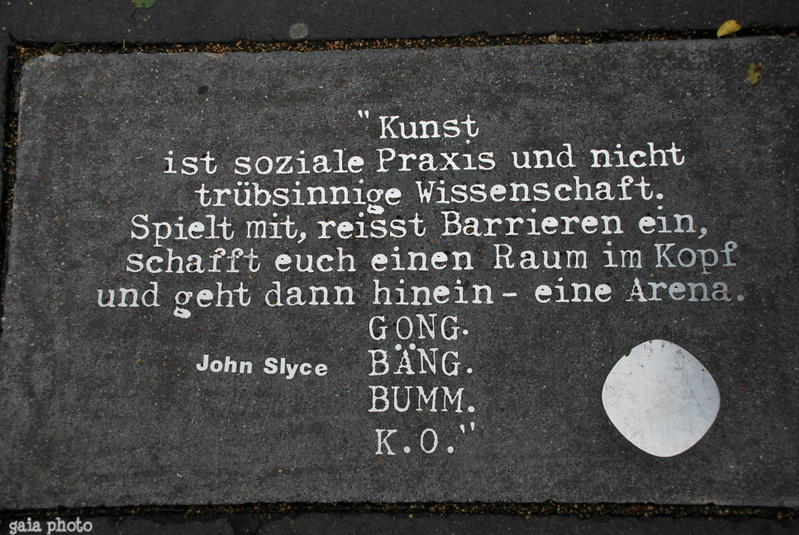 "Kunst
ist soziale Praxis und nicht
trübsinnige Wissenschaft.
Spielt mit, reisst Barrieren ein,
schafft euch einen Raum im Kopf
und geht dann hinein - eine Arena.
GONG.
John Slyce BÄNG.
BUMM.
K.O."
gaia photo